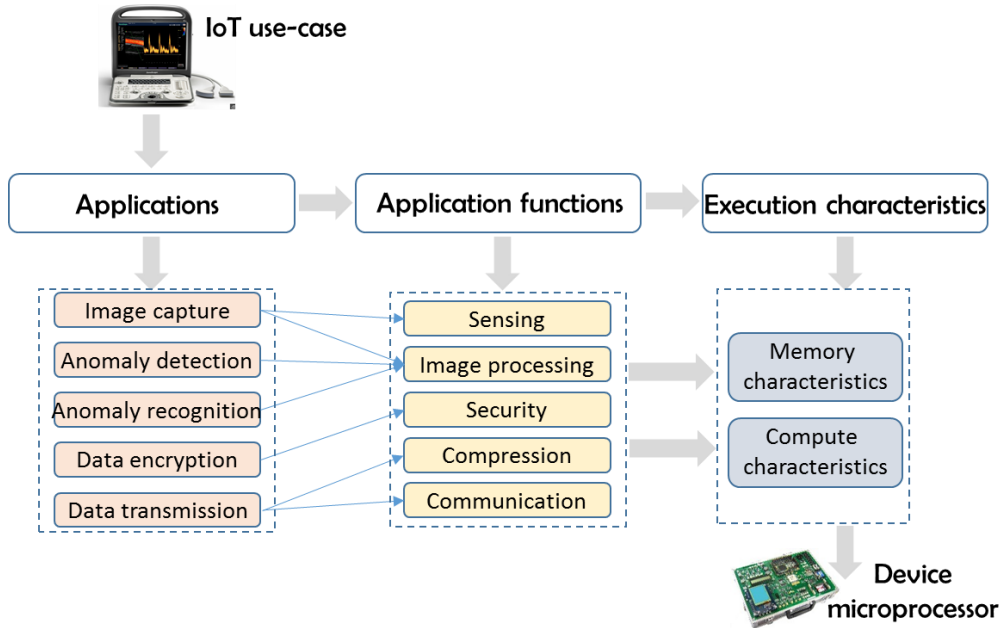 IoT use-case
Applications
Application functions
Execution characteristics
Image capture
Anomaly detection
Anomaly recognition
Data encryption
Data transmission
Sensing
Image processing
Security
Compression
Communication
Memory
characteristics
Compute
characteristics
Device
microprocessor